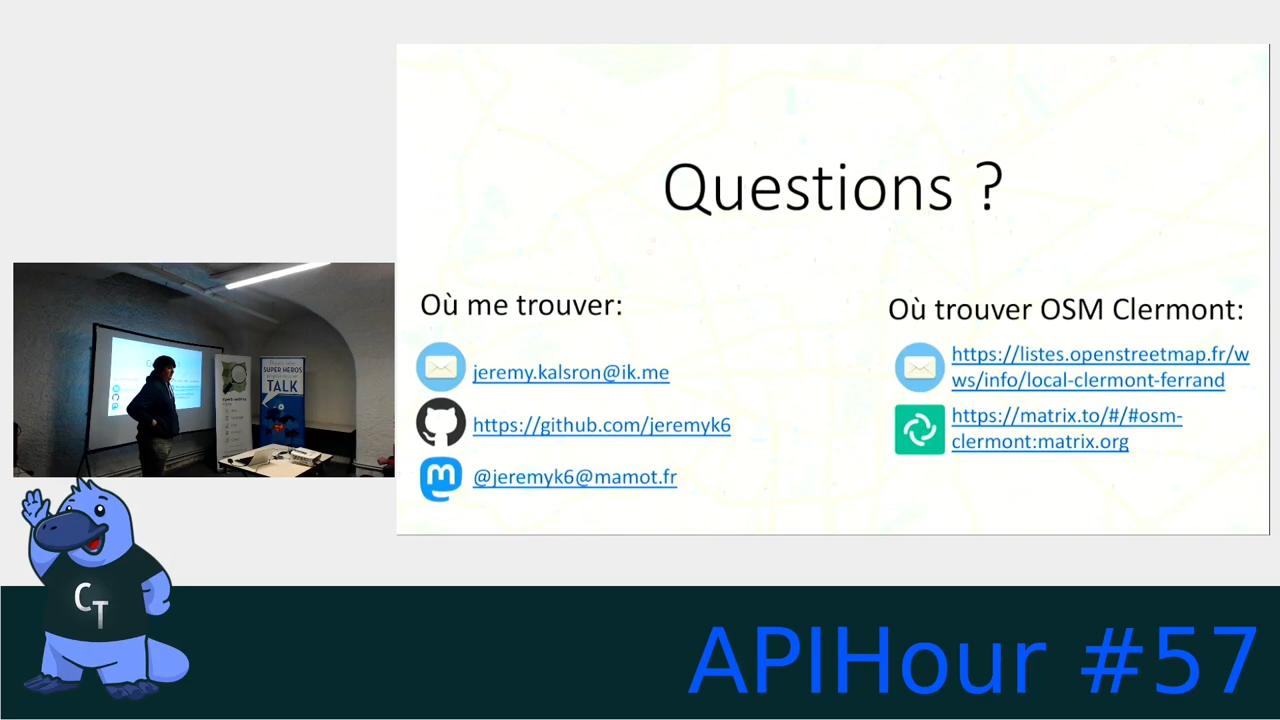 Questions ?
Où me trouver:
jeremy.kalsron@ik.me
https://github.com/jeremyk6
@jeremyk6@mamot.fr
Où trouver OSM Clermont:
https://listes.openstreetmap.fr/w
ws/info/local-clermont-ferrand
https://matrix.to/#/#osm-
clermont:matrix.org
SUPER HEROS
TALK
CT
APIHour #57